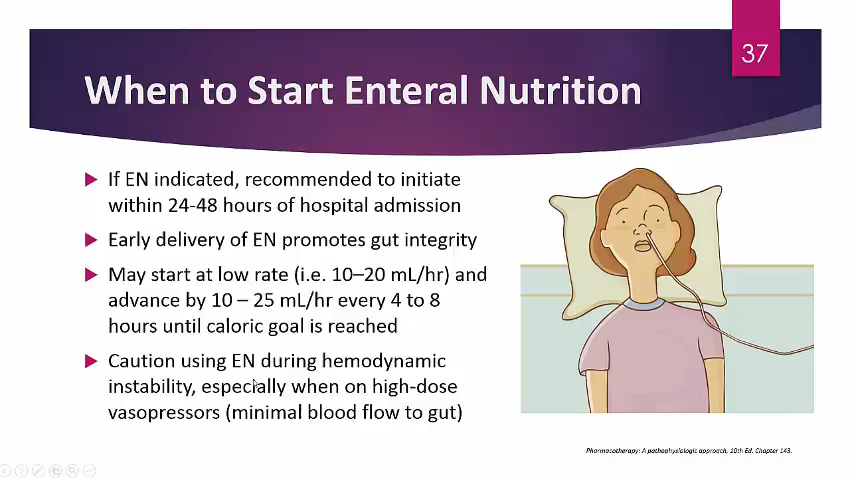 37
When to Start Enteral Nutrition
If EN indicated, recommended to initiate
within 24-48 hours of hospital admission
Early delivery of EN promotes gut integrity
May start at low rate (i.e. 10–20 mL/hr) and
advance by 10 – 25 mL/hr every 4 to 8
hours until caloric goal is reached
Caution using EN during hemodynamic
instability, especially when on high-dose
vasopressors (minimal blood flow to gut)
Pharmacotherapy: A pathophysiologic approach, 10th Ed. Chapter 143.